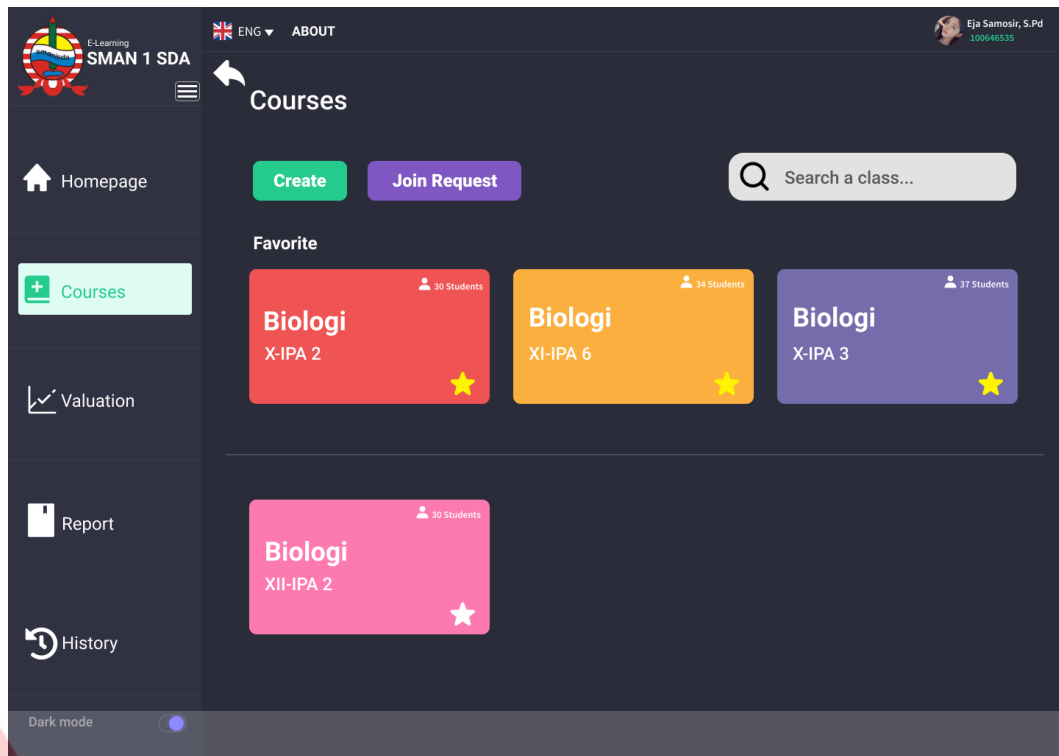 E-Learning
SMAN 1 SDA
ENG
ABOUT
Eja Samosir, S.Pd
100646535
Courses
Homepage
Create
Join Request
Search a class...
Favorite
Courses
30 Students
Biologi
X-IPA 2
34 Students
Biologi
XI-IPA 6
37 Students
Biologi
X-IPA 3
Valuation
Report
30 Students
Biologi
XII-IPA 2
History
Dark mode